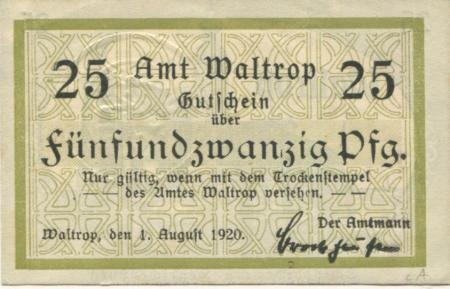 25 Amt Waltrop 25
Gutschein
über
Fünfundzwanzig Pfg.
Nur gültig, wenn mit dem Trockenstempel
— des Amtes Waltrop versehen. — —
Der Amtmann
Waltrop, den 1. August 1920.